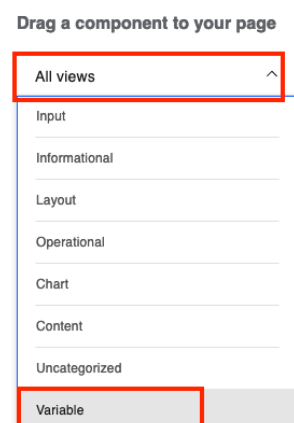 Drag a component to your page
All views
Input
Informational
Layout
Operational
Chart
Content
Uncategorized
Variable